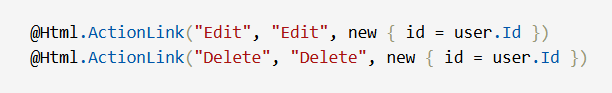 @Html.ActionLink("Edit", "Edit", new { id = user.Id })
@Html.ActionLink("Delete", "Delete", new { id = user.Id })